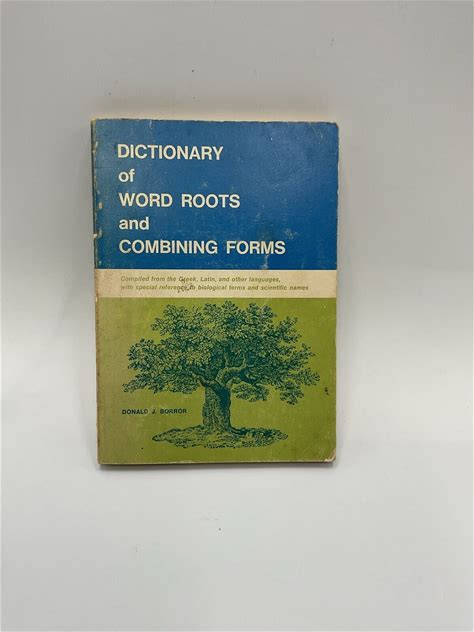 DICTIONARY
of
WORD ROOTS
and
COMBINING FORMS
Compiled from the Greek, Latin, and other languages,
with special reference to biological terms and scientific names
DONALD J. BORROR